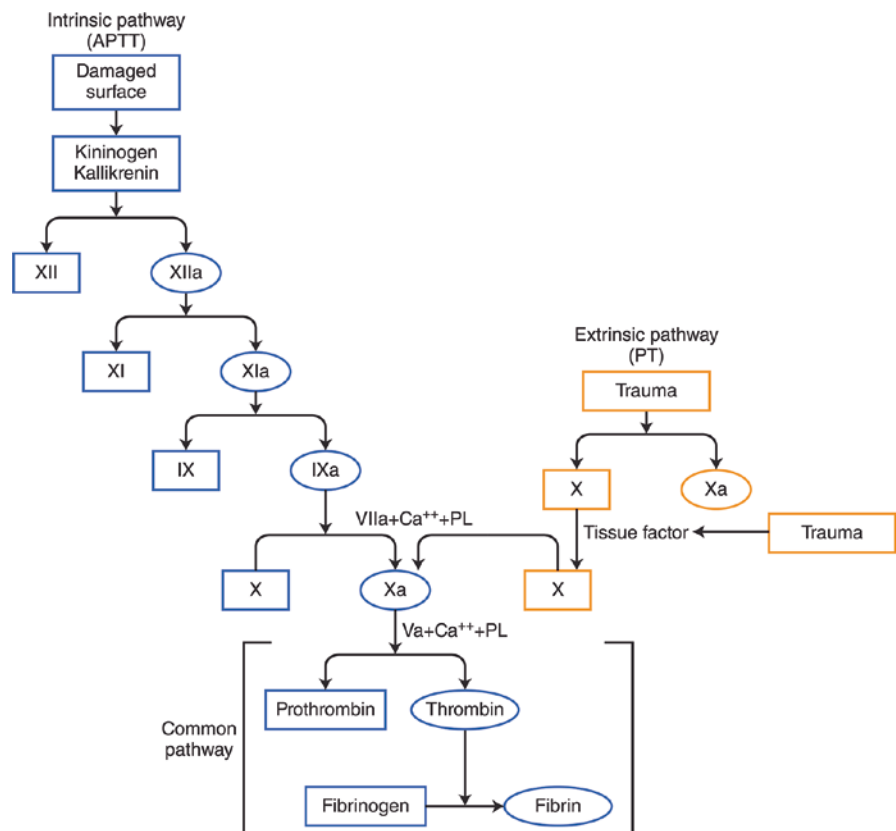 Intrinsic pathway
(APTT)
Damaged
surface
Kininogen
Kallikrenin
XII
XIIa
XI
XIa
Extrinsic pathway
(PT)
Trauma
IX
IXa
X
Xa
VIIa+Ca+++PL
Tissue factor
Trauma
X
Xa
X
Va+Ca+++PL
Prothrombin
Thrombin
Common
pathway
Fibrinogen
Fibrin